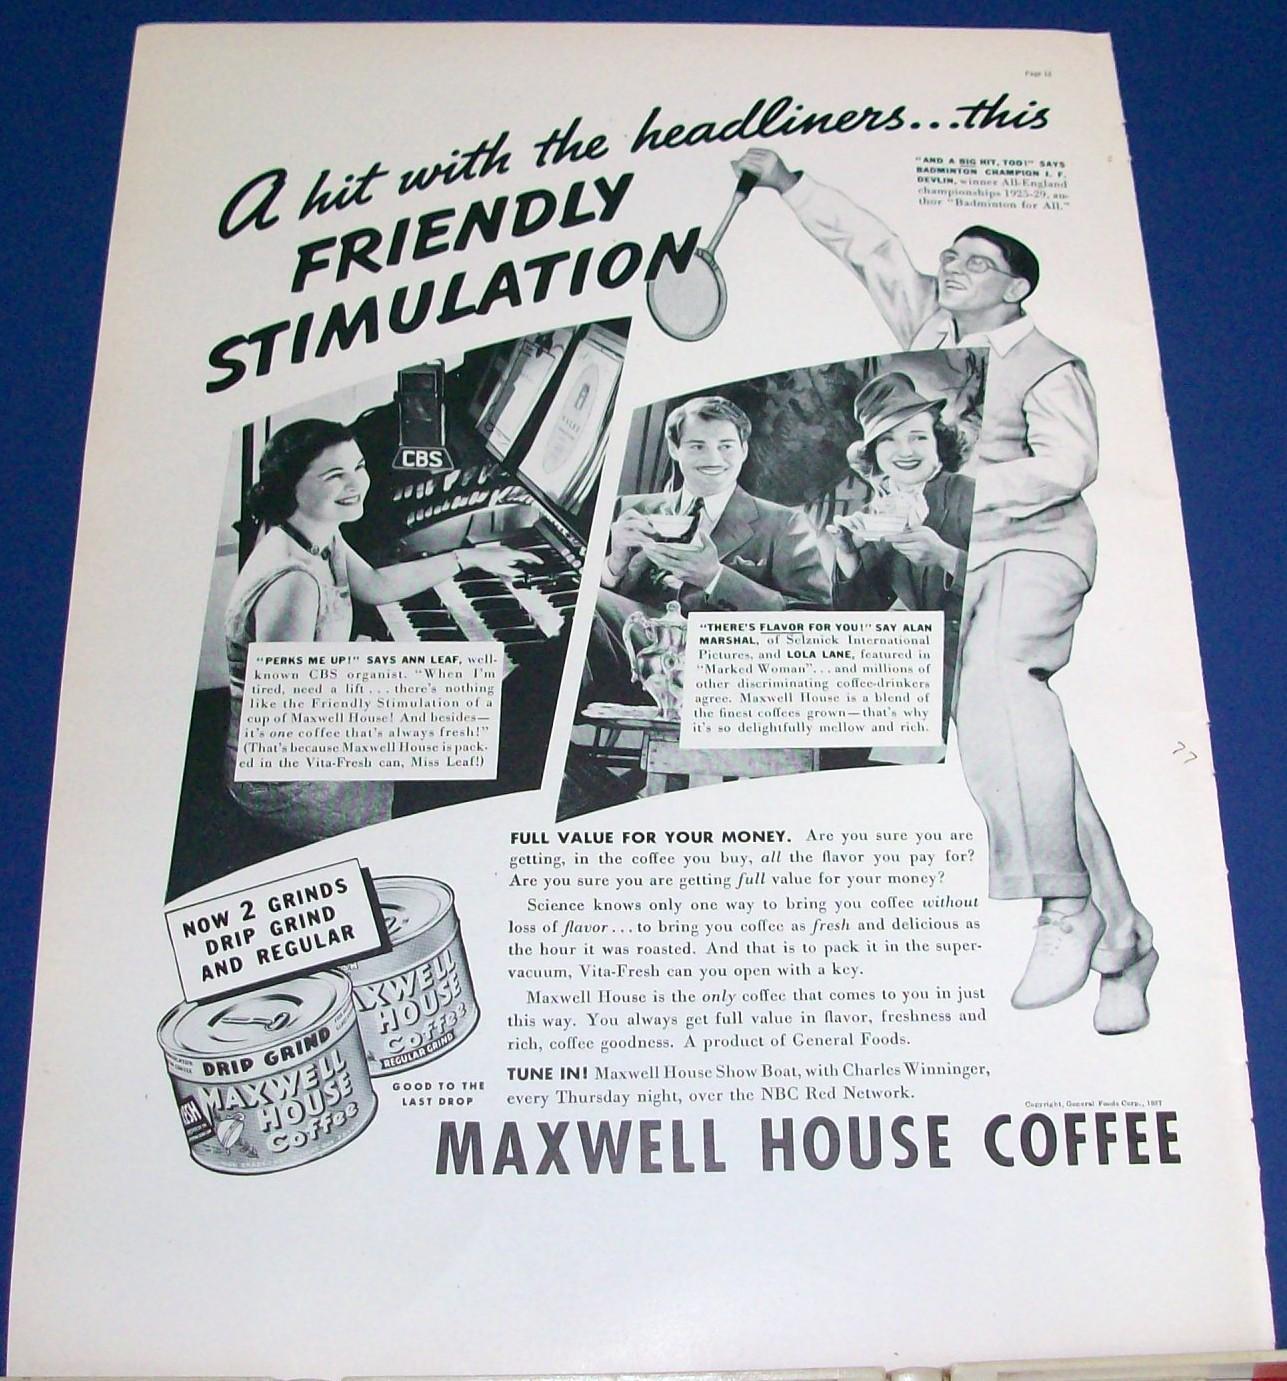 Page 12
A hit with the headliners...this
FRIENDLY
STIMULATION
"AND A BIG HIT, TOO!" SAYS
BADMINTON CHAMPION I. F.
DEVLIN, winner All-England
championships 1925-29, au-
thor "Badminton for All."
CBS
"PERKS ME UP!" SAYS ANN LEAF, well-
known CBS organist. "When I'm
tired, need a lift... there's nothing
like the Friendly Stimulation of a
cup of Maxwell House! And besides—
it's one coffee that's always fresh!"
(That's because Maxwell House is pack-
ed in the Vita-Fresh can, Miss Leaf!)
"THERE'S FLAVOR FOR YOU!" SAY ALAN
MARSHAL, of Selznick International
Pictures, and LOLA LANE, featured in
"Marked Woman"... and millions of
other discriminating coffee-drinkers
agree. Maxwell House is a blend of
the finest coffees grown—that's why
it's so delightfully mellow and rich.
77
FULL VALUE FOR YOUR MONEY. Are you sure you are
getting, in the coffee you buy, all the flavor you pay for?
Are you sure you are getting full value for your money?
Science knows only one way to bring you coffee without
loss of flavor... to bring you coffee as fresh and delicious as
the hour it was roasted. And that is to pack it in the super-
vacuum, Vita-Fresh can you open with a key.
Maxwell House is the only coffee that comes to you in just
this way. You always get full value in flavor, freshness and
rich, coffee goodness. A product of General Foods.
TUNE IN! Maxwell House Show Boat, with Charles Winninger,
every Thursday night, over the NBC Red Network.
NOW 2 GRINDS
DRIP GRIND
AND REGULAR
MAXWELL
HOUSE
Coffee
REGULAR GRIND
DRIP GRIND
MAXWELL
HOUSE
Coffee
GOOD TO THE
LAST DROP
Copyright, General Foods Corp., 1937
MAXWELL HOUSE COFFEE